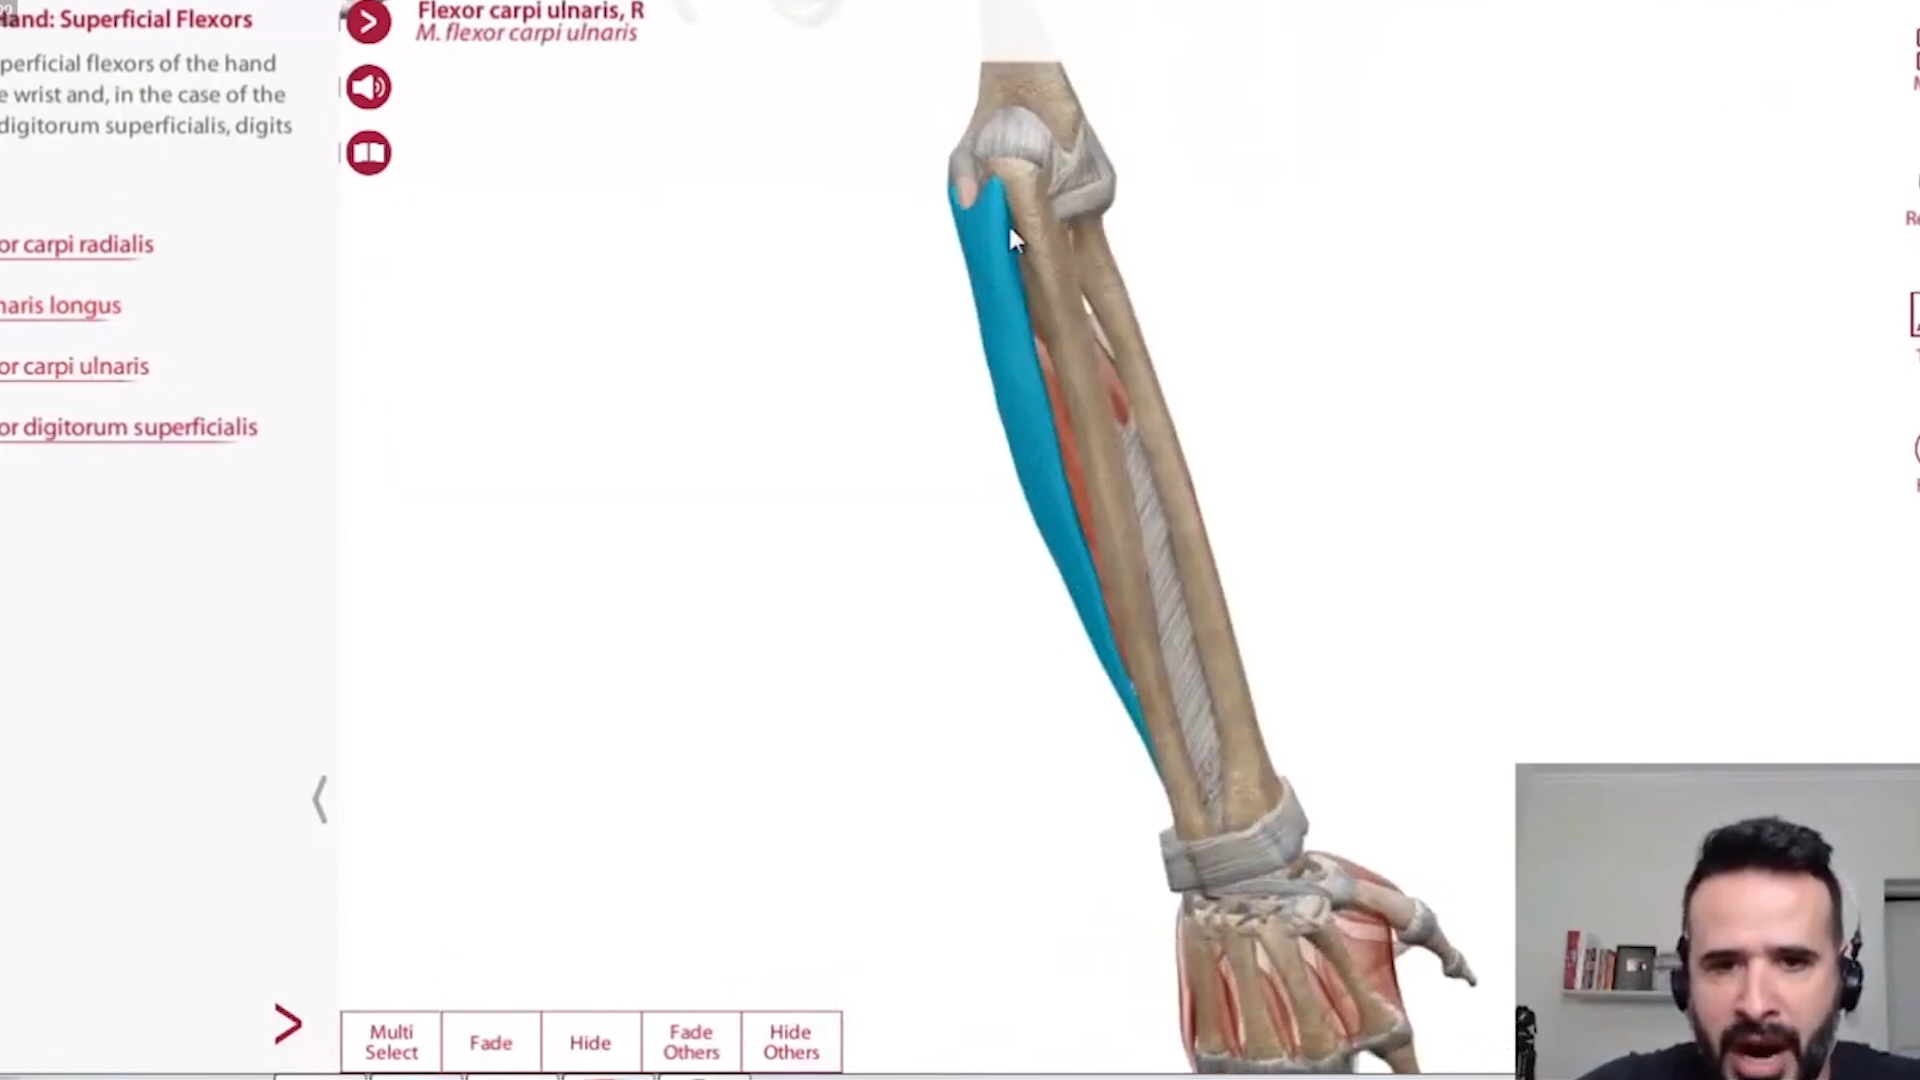 Hand: Superficial Flexors
perficial flexors of the hand
e wrist and, in the case of the
digitorum superficialis, digits
or carpi radialis
naris longus
or carpi ulnaris
or digitorum superficialis
Flexor carpi ulnaris, R
M. flexor carpi ulnaris
Multi
Select
Fade
Hide
Fade
Others
Hide
Others
Re